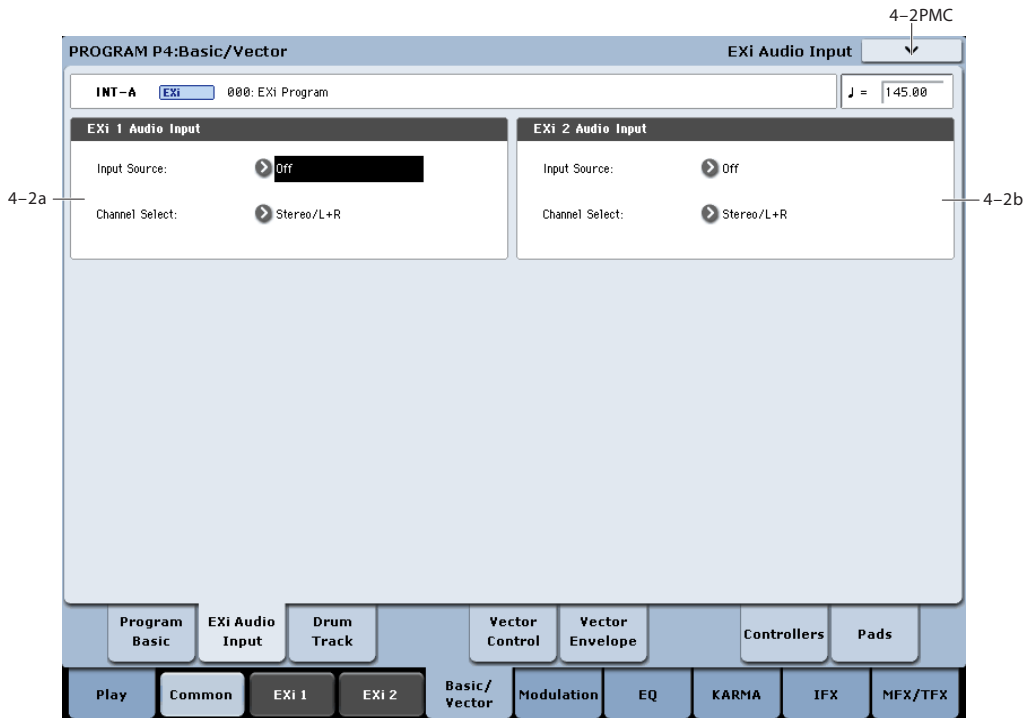 4-2PMC
PROGRAM P4:Basic/Vector EXi Audio Input
INT-A EXi 000: EXi Program ♩ = 145.00
EXi 1 Audio Input EXi 2 Audio Input
Input Source: Off Input Source: Off
4-2a 4-2b
Channel Select: Stereo/L+R Channel Select: Stereo/L+R
Program Basic EXi Audio Input Drum Track Vector Control Vector Envelope Controllers Pads
Play Common EXi 1 EXi 2 Basic/Vector Modulation EQ KARMA IFX MFX/TFX